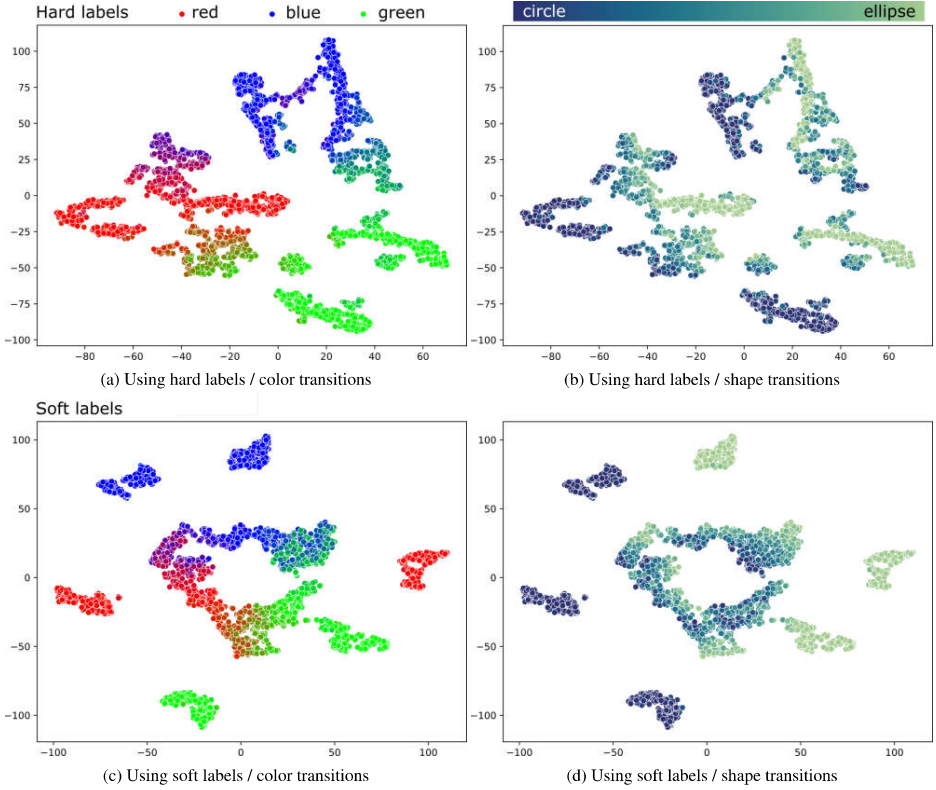 Hard labels red blue green
circle ellipse
100
75
50
25
0
−25
−50
−75
−100
−80 −60 −40 −20 0 20 40 60
(a) Using hard labels / color transitions
100
75
50
25
0
−25
−50
−75
−100
−80 −60 −40 −20 0 20 40 60
(b) Using hard labels / shape transitions
Soft labels
100
50
0
−50
−100
−100 −50 0 50 100
(c) Using soft labels / color transitions
100
50
0
−50
−100
−100 −50 0 50 100
(d) Using soft labels / shape transitions